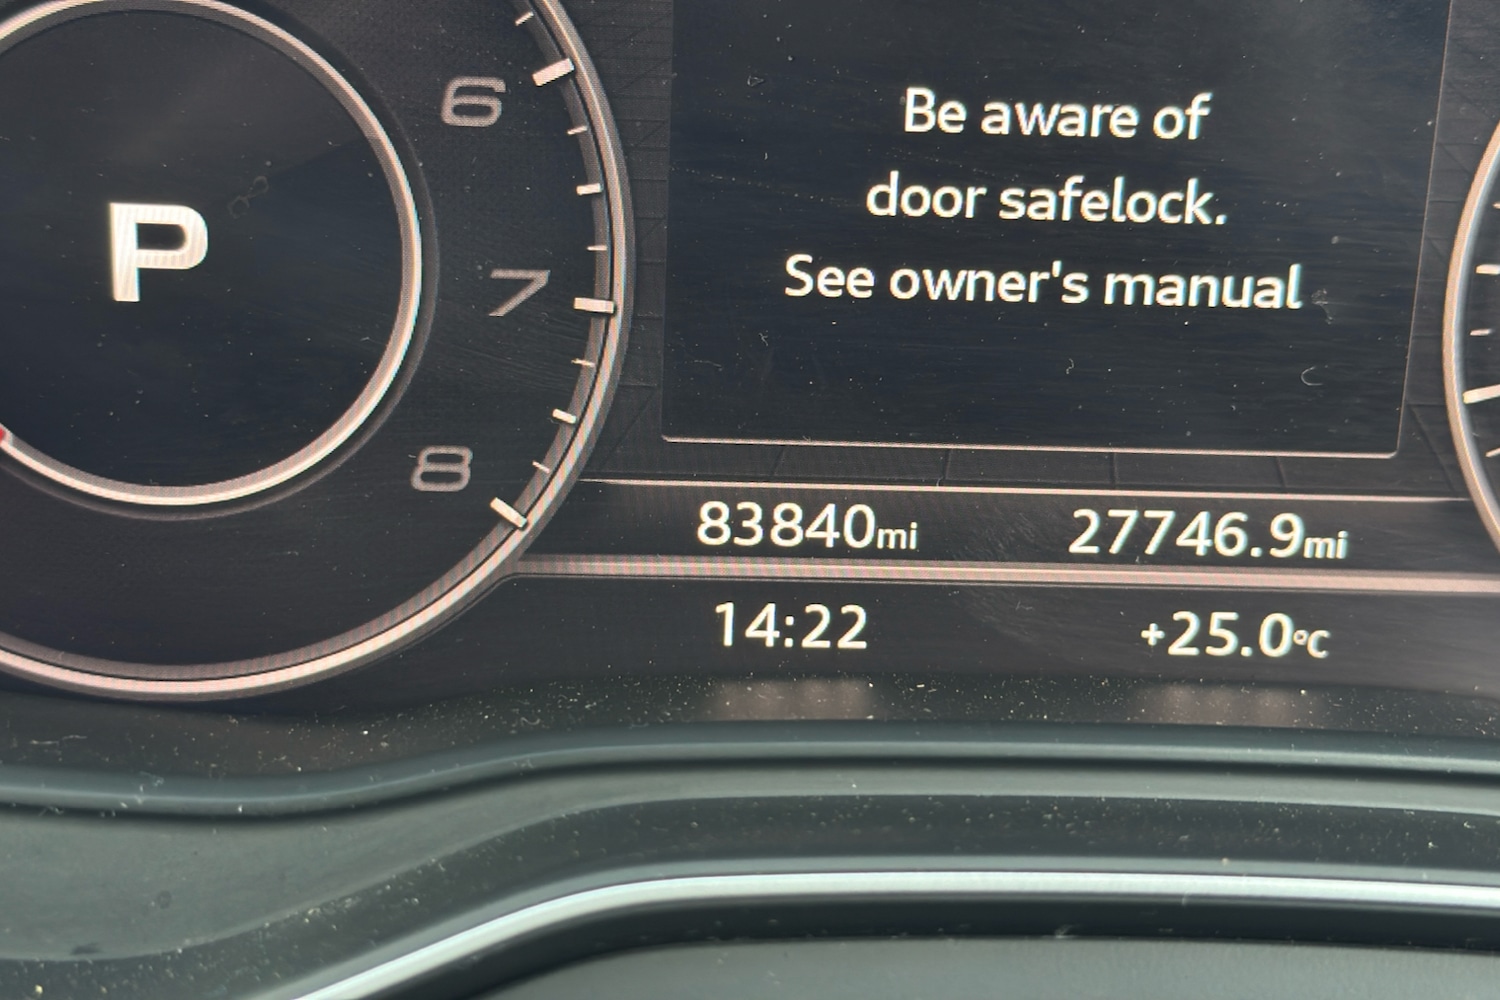 6
P
7
8
Be aware of
door safelock.
See owner's manual
83840mi 27746.9mi
14:22 +25.0°C